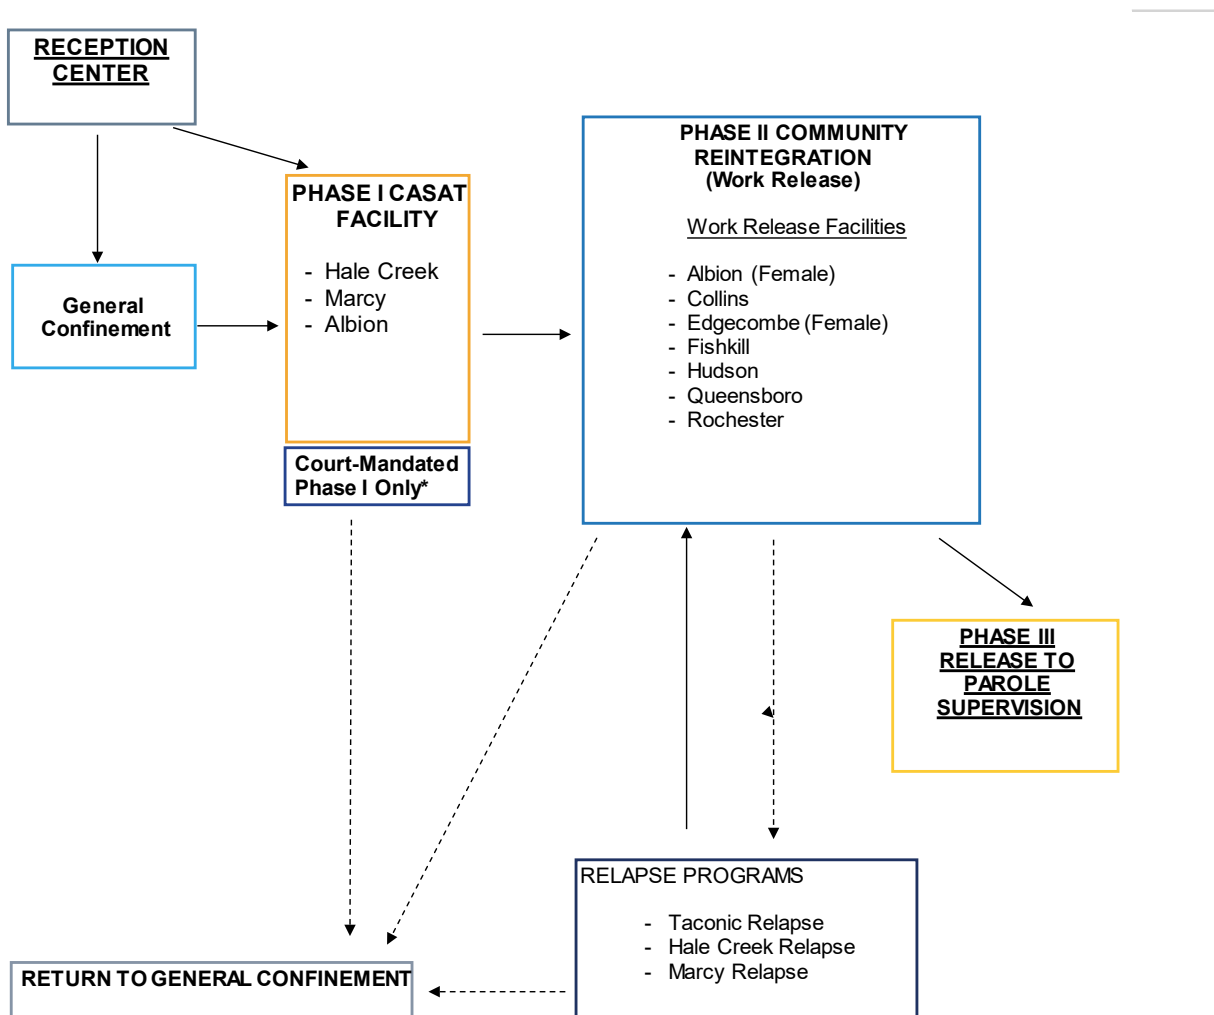 RECEPTION
CENTER
General
Confinement
PHASE I CASAT
FACILITY
- Hale Creek
- Marcy
- Albion
Court-Mandated
Phase I Only*
PHASE II COMMUNITY
REINTEGRATION
(Work Release)
Work Release Facilities
- Albion (Female)
- Collins
- Edgecombe (Female)
- Fishkill
- Hudson
- Queensboro
- Rochester
PHASE III
RELEASE TO
PAROLE
SUPERVISION
RELAPSE PROGRAMS
- Taconic Relapse
- Hale Creek Relapse
- Marcy Relapse
RETURN TO GENERAL CONFINEMENT